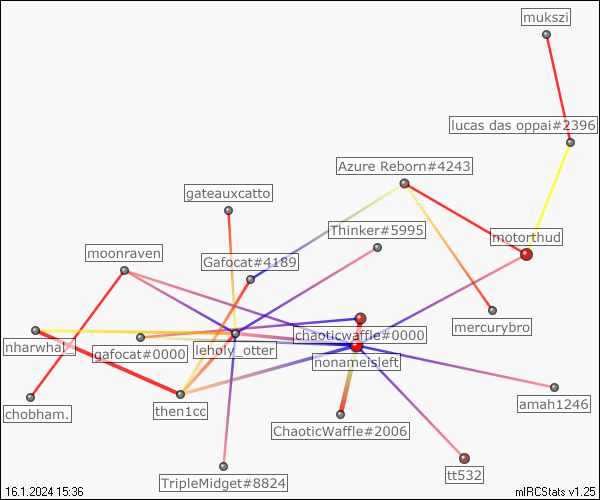 mukszi
lucas das oppai#2396
Azure Reborn#4243
gateauxcatto
Thinker#5995
motorthud
moonraven
Gafocat#4189
chaoticwaffle#0000
mercurybro
nharwhal_
gafocat#0000
leholy_otter
nonameisleft
chobham.
then1cc
amah1246
ChaoticWaffle#2006
tt532
TripleMidget#8824
16.1.2024 15:36
mIRCStats v1.25